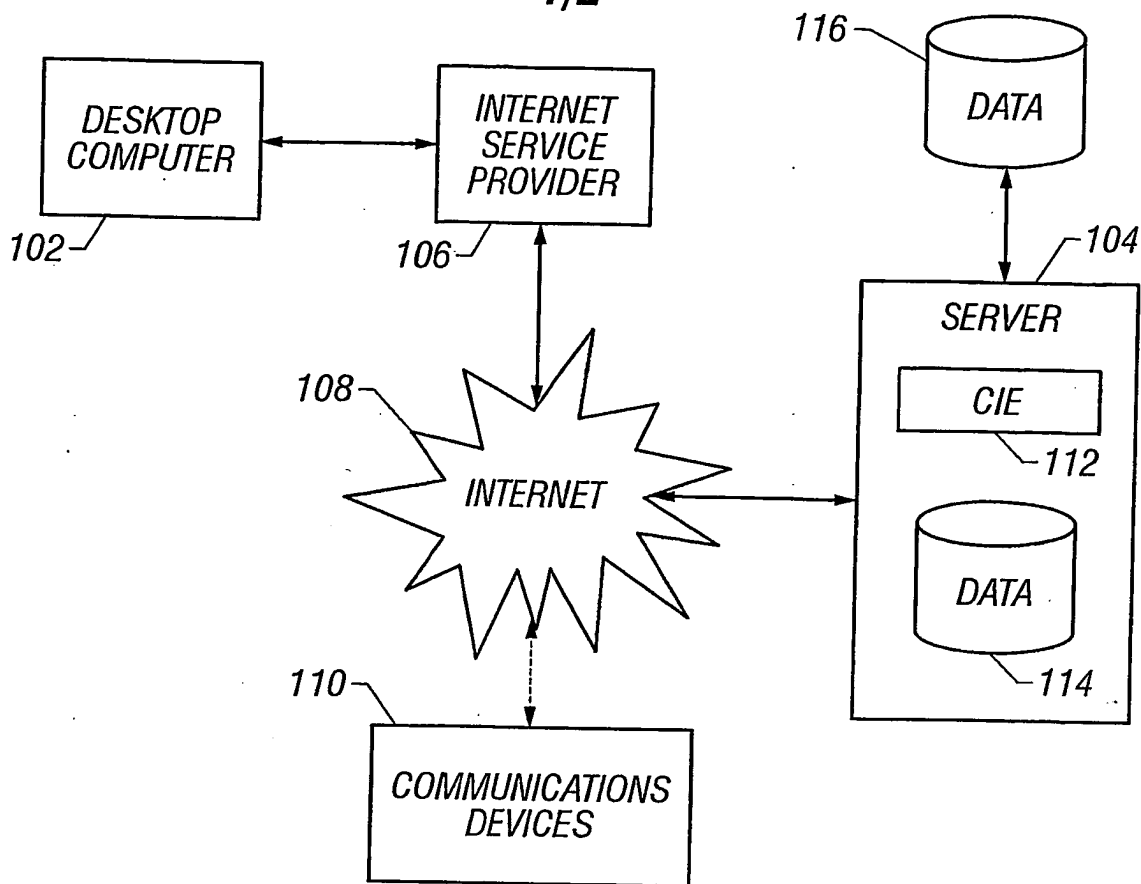 116
DATA
DESKTOP
COMPUTER
102
INTERNET
SERVICE
PROVIDER
106
104
SERVER
CIE
112
DATA
114
108
INTERNET
110
COMMUNICATIONS
DEVICES